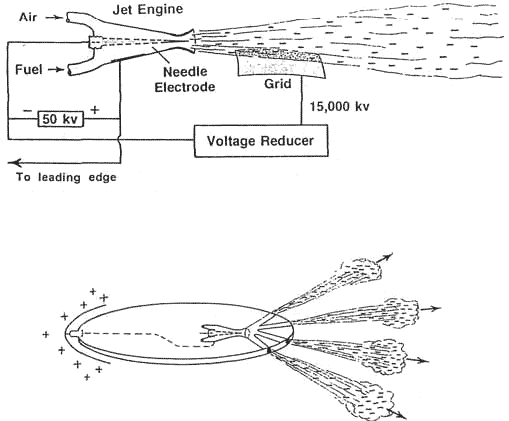 Jet Engine
Air
Fuel
Needle
Electrode
Grid
15,000 kv
− 50 kv +
Voltage Reducer
To leading edge
+ + + + + + + + + +